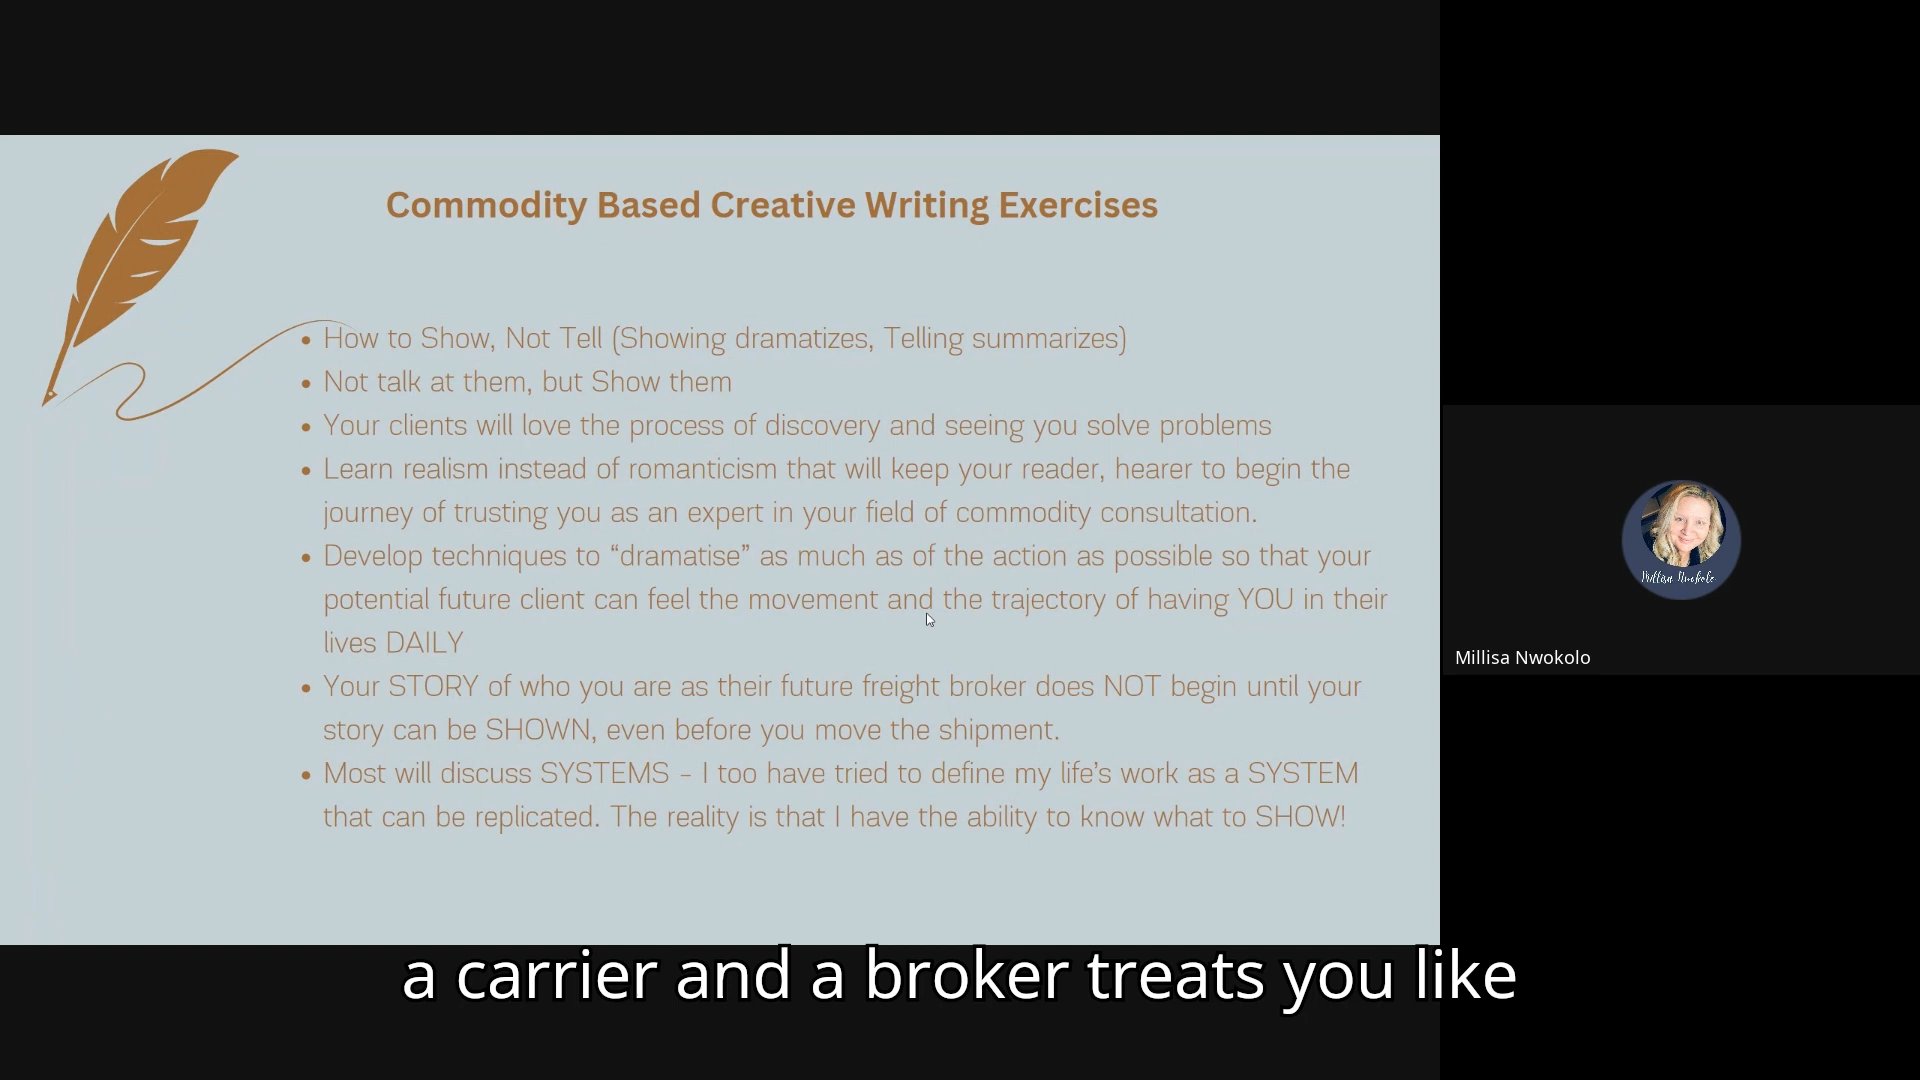 Commodity Based Creative Writing Exercises
• How to Show, Not Tell (Showing dramatizes, Telling summarizes)
• Not talk at them, but Show them
• Your clients will love the process of discovery and seeing you solve problems
• Learn realism instead of romanticism that will keep your reader, hearer to begin the
journey of trusting you as an expert in your field of commodity consultation.
• Develop techniques to “dramatise” as much as of the action as possible so that your
potential future client can feel the movement and the trajectory of having YOU in their
lives DAILY
• Your STORY of who you are as their future freight broker does NOT begin until your
story can be SHOWN, even before you move the shipment.
• Most will discuss SYSTEMS - I too have tried to define my life’s work as a SYSTEM
that can be replicated. The reality is that I have the ability to know what to SHOW!
Millisa Nwokolo
Millisa Nwokolo
a carrier and a broker treats you like